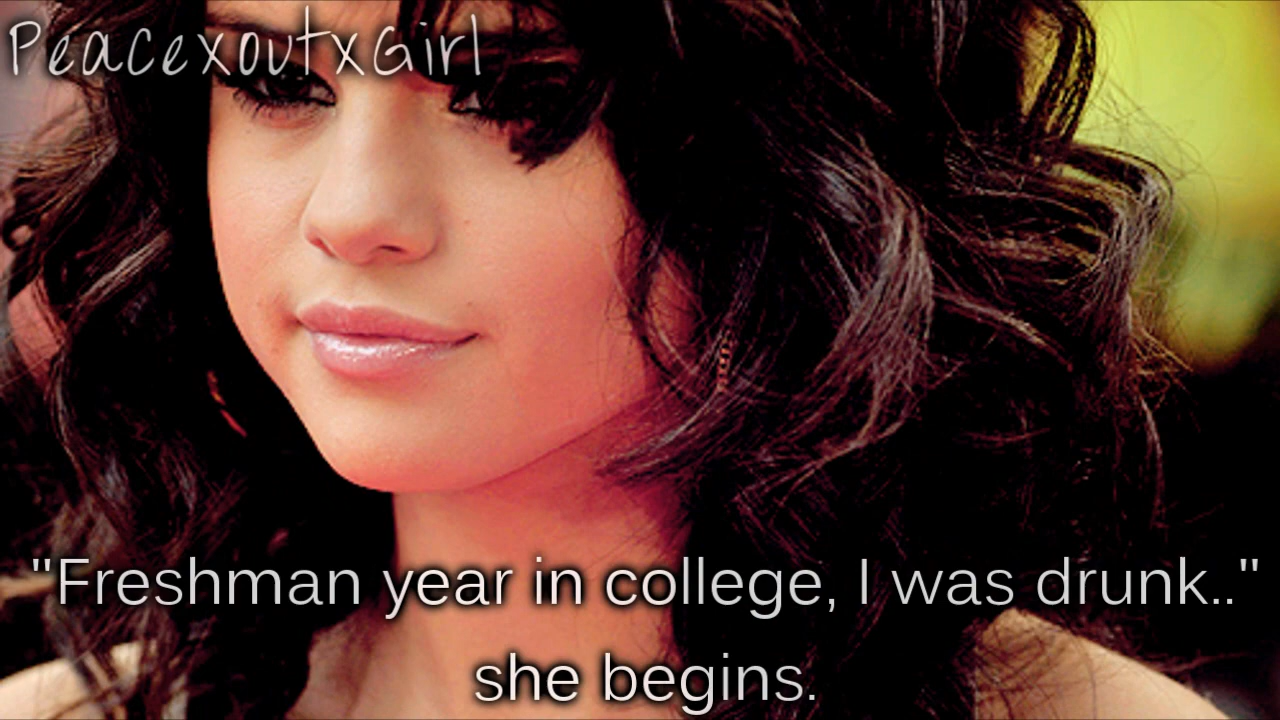 PeacexoutxGirl
"Freshman year in college, I was drunk.."
she begins.